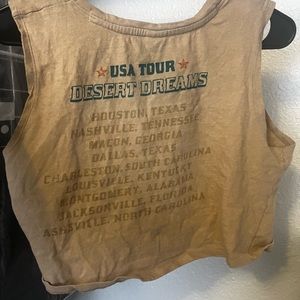 USA TOUR
DESERT DREAMS
HOUSTON, TEXAS
NASHVILLE, TENNESSEE
MACON, GEORGIA
DALLAS, TEXAS
CHARLESTON, SOUTH CAROLINA
LOUISVILLE, KENTUCKY
MONTGOMERY, ALABAMA
JACKSONVILLE, FLORIDA
ASHSVILLE, NORTH CAROLINA